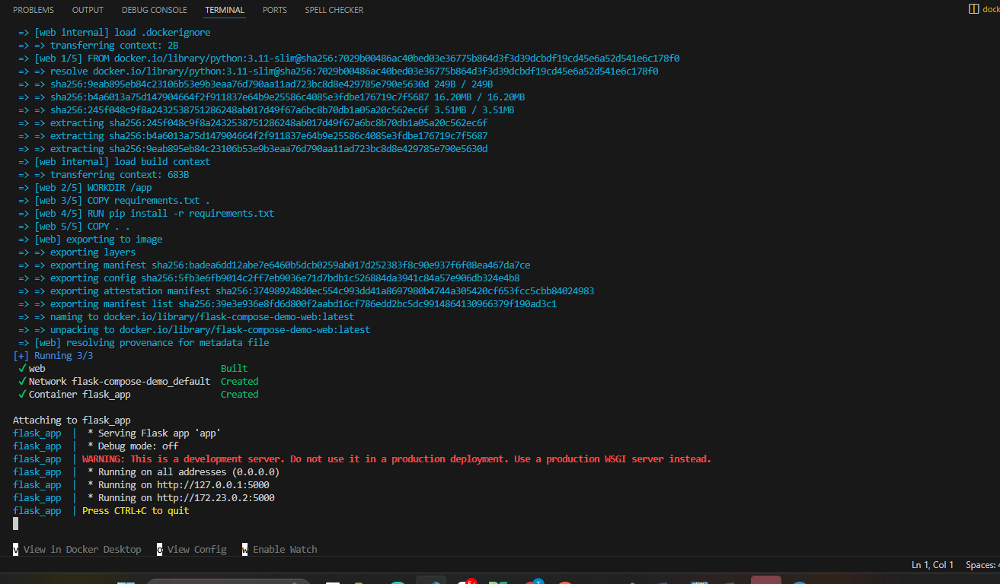 PROBLEMS OUTPUT DEBUG CONSOLE TERMINAL PORTS SPELL CHECKER
=> [web internal] load .dockerignore
=> => transferring context: 2B
=> [web 1/5] FROM docker.io/library/python:3.11-slim@sha256:7029b00486ac40bed03e36775b864d3f3d39dcbdf19cd45e6a52d541e6c178f0
=> => resolve docker.io/library/python:3.11-slim@sha256:7029b00486ac40bed03e36775b864d3f3d39dcbdf19cd45e6a52d541e6c178f0
=> => sha256:9eab895eb84c23106b53e9b3eaa76d790aa11ad723bc8d8e429785e790e5630d 249B / 249B
=> => sha256:b4a6013a75d147904664f2f911837e64b9e25586c4085e3fdbe176719c7f5687 16.20MB / 16.20MB
=> => sha256:245f048c9f8a2432538751286248ab017d49f67a6bc8b70db1a05a20c562ec6f 3.51MB / 3.51MB
=> => extracting sha256:245f048c9f8a2432538751286248ab017d49f67a6bc8b70db1a05a20c562ec6f
=> => extracting sha256:b4a6013a75d147904664f2f911837e64b9e25586c4085e3fdbe176719c7f5687
=> => extracting sha256:9eab895eb84c23106b53e9b3eaa76d790aa11ad723bc8d8e429785e790e5630d
=> [web internal] load build context
=> => transferring context: 683B
=> [web 2/5] WORKDIR /app
=> [web 3/5] COPY requirements.txt .
=> [web 4/5] RUN pip install -r requirements.txt
=> [web 5/5] COPY . .
=> [web] exporting to image
=> => exporting layers
=> => exporting manifest sha256:badea6dd12abe7e6460b5dcb0259ab017d252383f8c90e937f6f08ea467da7ce
=> => exporting config sha256:5fb3e6fb9014c2ff7eb9036e71d7bdb1c526884da3941c84a57e906db324e4b8
=> => exporting attestation manifest sha256:374989248d0ec554c993dd41a8697980b4744a305420cf653fcc5cbb84024983
=> => exporting manifest list sha256:39e3e936e8fd6d800f2aabd16cf786edd2bc5dc9914864130966379f190ad3c1
=> => naming to docker.io/library/flask-compose-demo-web:latest
=> => unpacking to docker.io/library/flask-compose-demo-web:latest
=> [web] resolving provenance for metadata file
[+] Running 3/3
✔ web Built
✔ Network flask-compose-demo_default Created
✔ Container flask_app Created
Attaching to flask_app
flask_app | * Serving Flask app 'app'
flask_app | * Debug mode: off
flask_app | WARNING: This is a development server. Do not use it in a production deployment. Use a production WSGI server instead.
flask_app | * Running on all addresses (0.0.0.0)
flask_app | * Running on http://127.0.0.1:5000
flask_app | * Running on http://172.23.0.2:5000
flask_app | Press CTRL+C to quit
v View in Docker Desktop o View Config w Enable Watch
Ln 1, Col 1 Spaces: